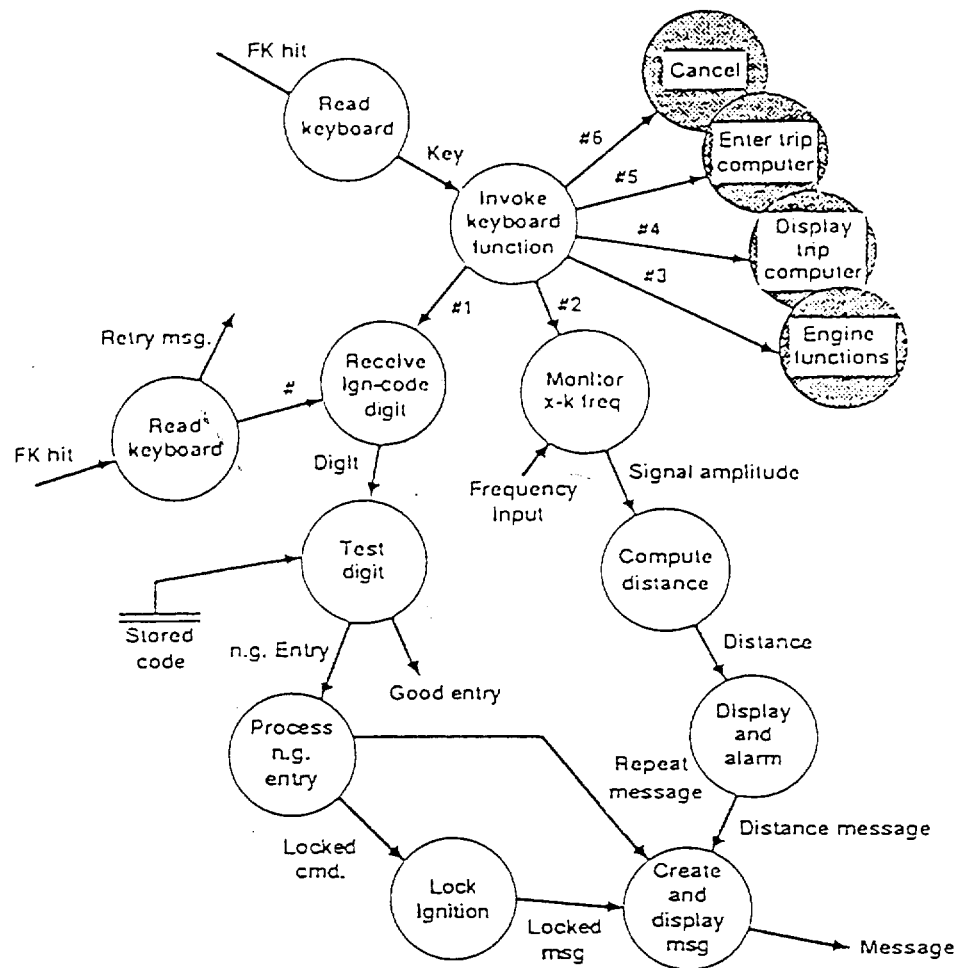 FK hit
Read
keyboard
Key
Invoke
keyboard
function
#6
Cancel
#5
Enter trip
computer
#4
Display
trip
computer
#3
Engine
functions
#1
#2
Retry msg.
Read
keyboard
FK hit
#
Receive
Ign-code
digit
Monitor
x-k freq
Digit
Frequency
Input
Signal amplitude
Test
digit
Compute
distance
Stored
code
n.g. Entry
Good entry
Distance
Process
n.g.
entry
Display
and
alarm
Repeat
message
Distance message
Locked
cmd.
Lock
Ignition
Locked
msg
Create
and
display
msg
Message